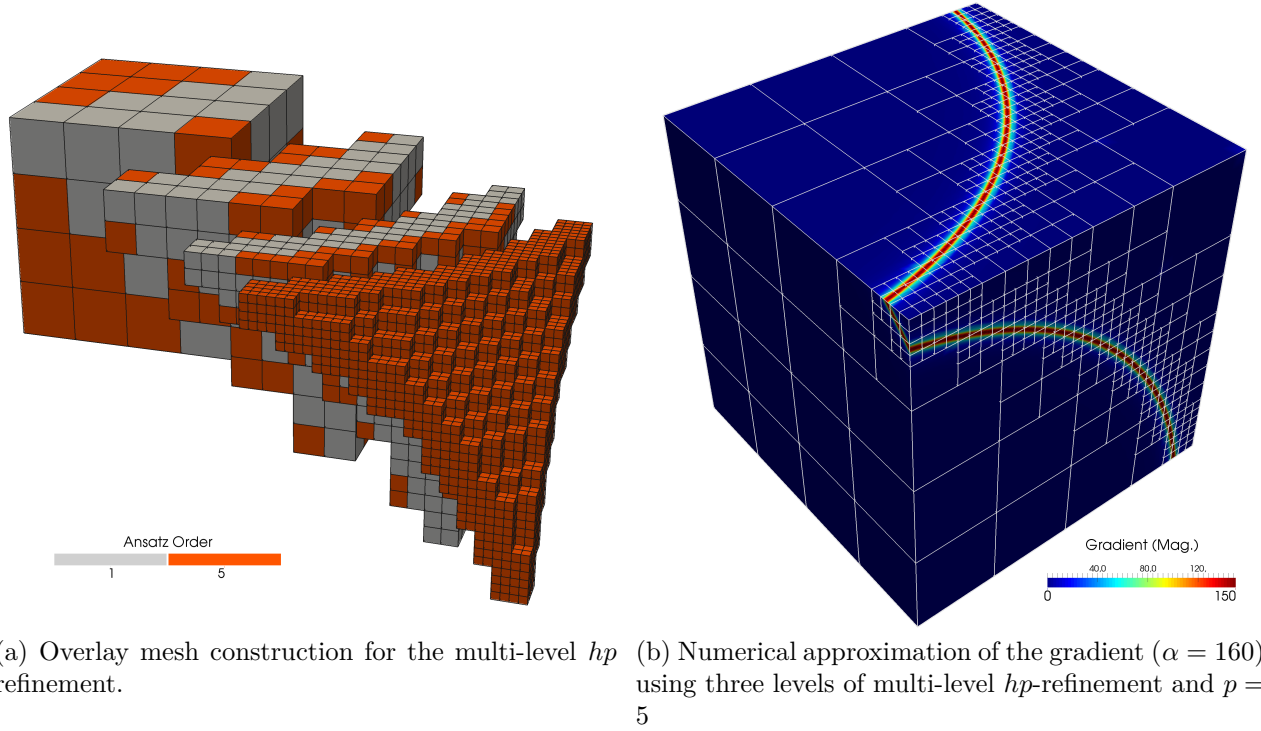 Ansatz Order
1 5
Gradient (Mag.)
40.0 80.0 120.
0 150
(a) Overlay mesh construction for the multi-level hp
refinement.
(b) Numerical approximation of the gradient (α = 160)
using three levels of multi-level hp-refinement and p =
5